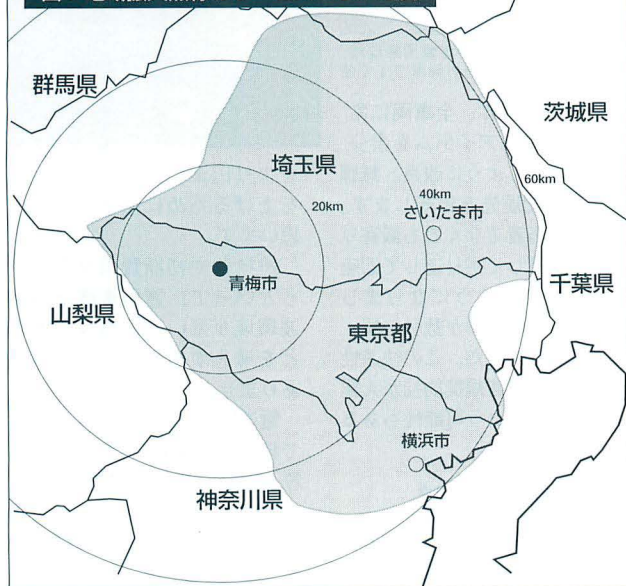 群馬県
茨城県
埼玉県
60km
40km
20km
さいたま市
青梅市
千葉県
山梨県
東京都
横浜市
神奈川県